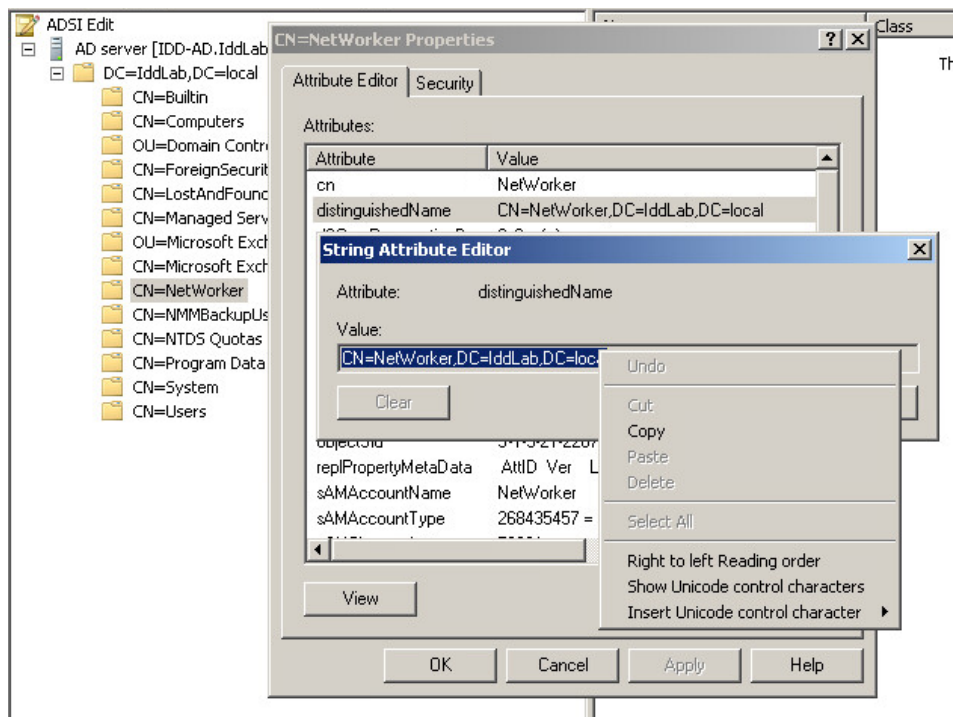 ADSI Edit
AD server [IDD-AD.IddLab
DC=IddLab,DC=local
CN=Builtin
CN=Computers
OU=Domain Contr
CN=ForeignSecurit
CN=LostAndFound
CN=Managed Serv
OU=Microsoft Exch
CN=Microsoft Exch
CN=NetWorker
CN=NMMBackupUs
CN=NTDS Quotas
CN=Program Data
CN=System
CN=Users
Class
Th
CN=NetWorker Properties
Attribute Editor Security
Attributes:
Attribute Value
cn NetWorker
distinguishedName CN=NetWorker,DC=IddLab,DC=local
String Attribute Editor
Attribute: distinguishedName
Value:
CN=NetWorker,DC=IddLab,DC=loca
Clear
Undo
Cut
Copy
Paste
Delete
Select All
Right to left Reading order
Show Unicode control characters
Insert Unicode control character
objectSid
replPropertyMetaData AttID Ver L
sAMAccountName NetWorker
sAMAccountType 268435457 =
View
OK Cancel Apply Help